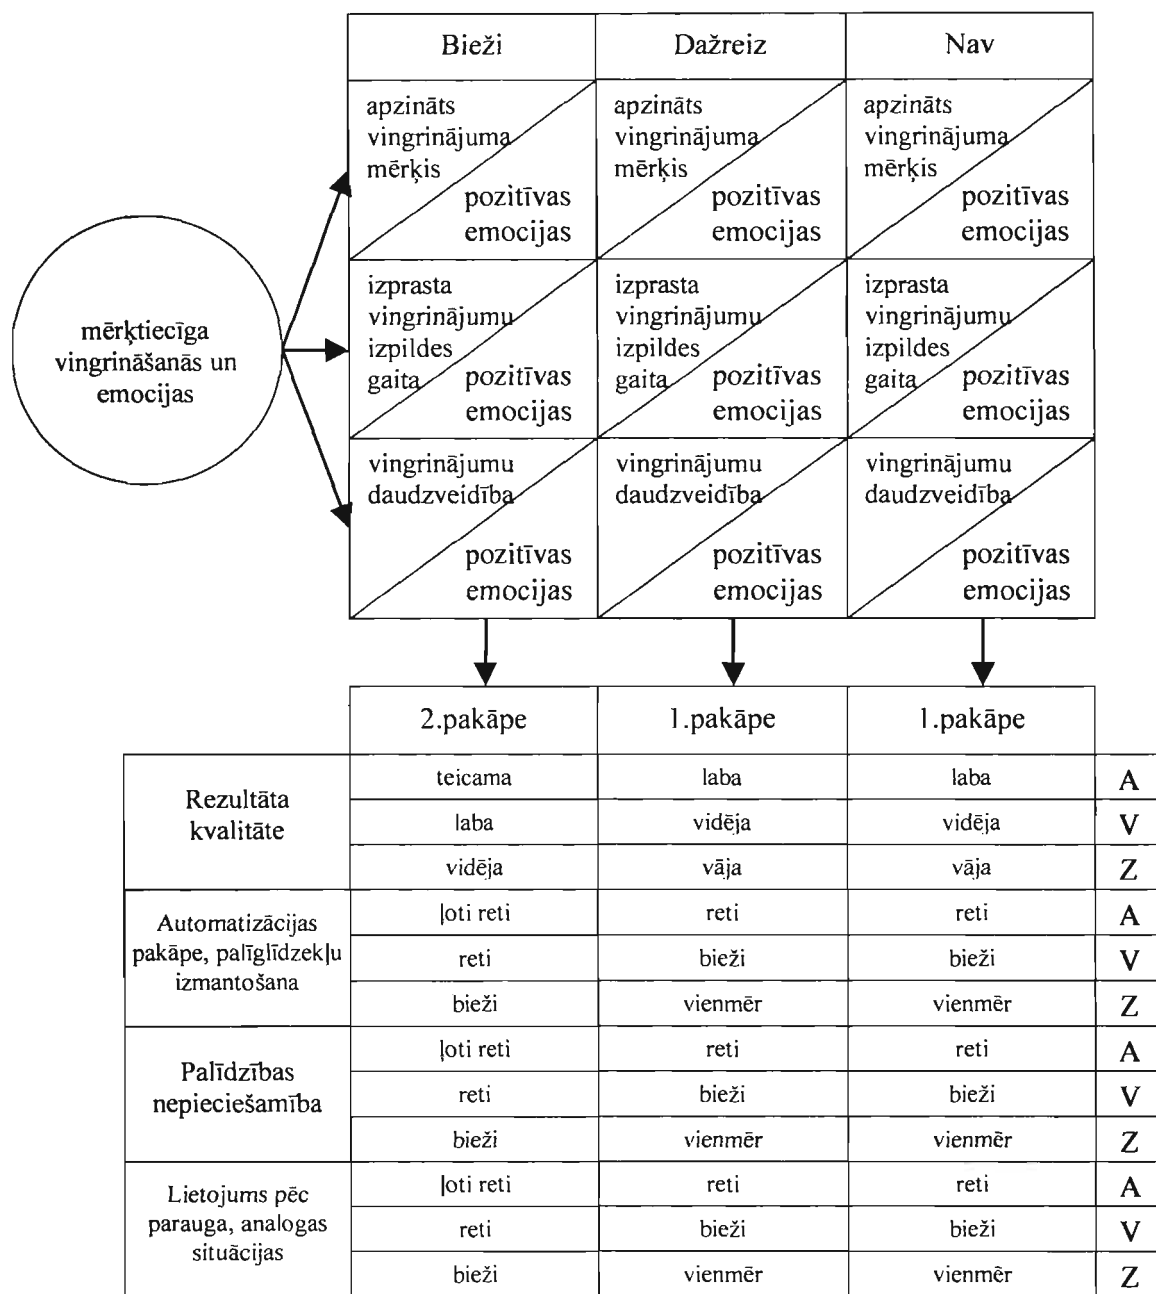 Bieži Dažreiz Nav
apzināts apzināts apzināts
vingrinājuma vingrinājuma vingrinājuma
mērķis mērķis mērķis
pozitīvas pozitīvas pozitīvas
emocijas emocijas emocijas
mērķtiecīga
vingrināšanās un
emocijas
izprasta izprasta izprasta
vingrinājumu vingrinājumu vingrinājumu
izpildes izpildes izpildes
gaita gaita gaita
pozitīvas pozitīvas pozitīvas
emocijas emocijas emocijas
vingrinājumu vingrinājumu vingrinājumu
daudzveidība daudzveidība daudzveidība
pozitīvas pozitīvas pozitīvas
emocijas emocijas emocijas
2.pakāpe 1.pakāpe 1.pakāpe
Rezultāta
kvalitāte
teicama laba laba A
laba vidēja vidēja V
vidēja vāja vāja Z
Automatizācijas
pakāpe, palīglīdzekļu
izmantošana
ļoti reti reti reti A
reti bieži bieži V
bieži vienmēr vienmēr Z
Palīdzības
nepieciešamība
ļoti reti reti reti A
reti bieži bieži V
bieži vienmēr vienmēr Z
Lietojums pēc
parauga, analogas
situācijas
ļoti reti reti reti A
reti bieži bieži V
bieži vienmēr vienmēr Z